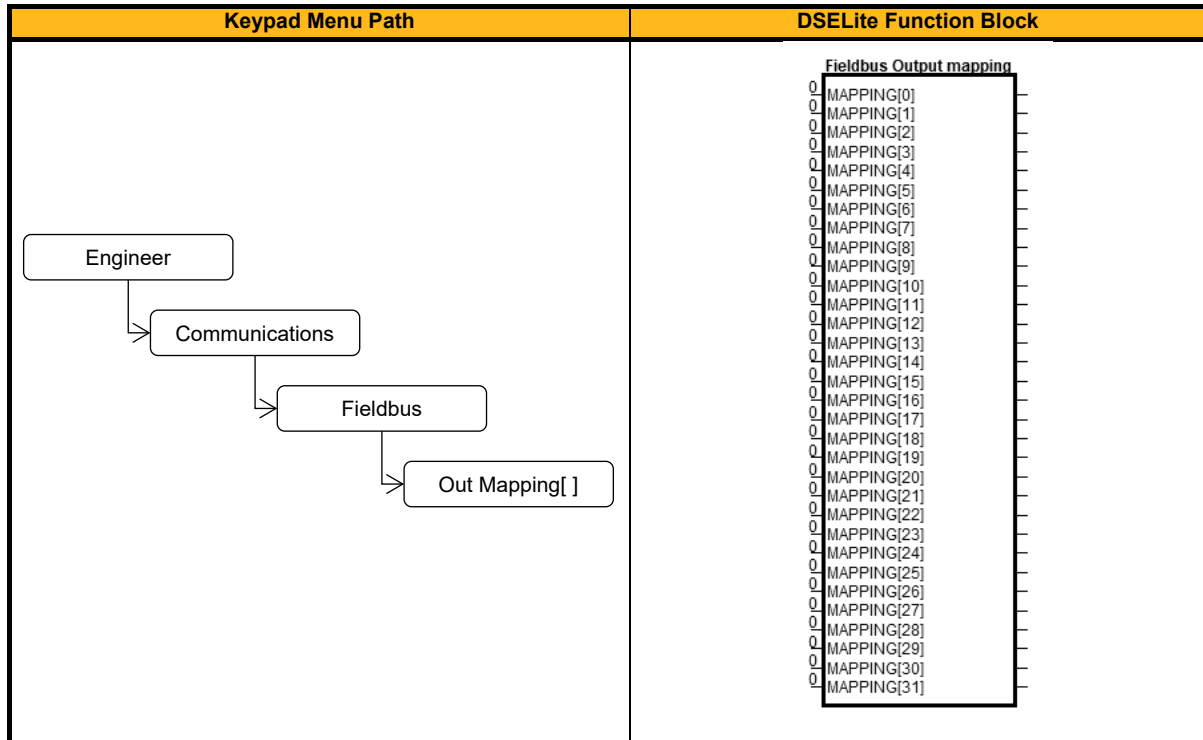 Keypad Menu Path
DSELite Function Block
Engineer
Communications
Fieldbus
Out Mapping[ ]
Fieldbus Output mapping
0 MAPPING[0]
0 MAPPING[1]
0 MAPPING[2]
0 MAPPING[3]
0 MAPPING[4]
0 MAPPING[5]
0 MAPPING[6]
0 MAPPING[7]
0 MAPPING[8]
0 MAPPING[9]
0 MAPPING[10]
0 MAPPING[11]
0 MAPPING[12]
0 MAPPING[13]
0 MAPPING[14]
0 MAPPING[15]
0 MAPPING[16]
0 MAPPING[17]
0 MAPPING[18]
0 MAPPING[19]
0 MAPPING[20]
0 MAPPING[21]
0 MAPPING[22]
0 MAPPING[23]
0 MAPPING[24]
0 MAPPING[25]
0 MAPPING[26]
0 MAPPING[27]
0 MAPPING[28]
0 MAPPING[29]
0 MAPPING[30]
0 MAPPING[31]